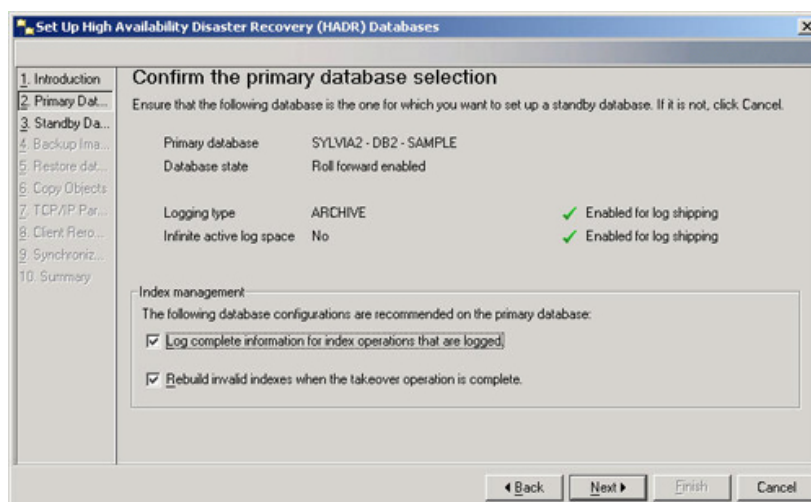 Set Up High Availability Disaster Recovery (HADR) Databases
1. Introduction
2. Primary Dat...
3. Standby Da...
4. Backup Ima...
5. Restore dat...
6. Copy Objects
7. TCP/IP Par...
8. Client Rero...
9. Synchroniz...
10. Summary
Confirm the primary database selection
Ensure that the following database is the one for which you want to set up a standby database. If it is not, click Cancel.
Primary database SYLVIA2 - DB2 - SAMPLE
Database state Roll forward enabled
Logging type ARCHIVE Enabled for log shipping
Infinite active log space No Enabled for log shipping
Index management
The following database configurations are recommended on the primary database:
Log complete information for index operations that are logged.
Rebuild invalid indexes when the takeover operation is complete.
Back Next Finish Cancel